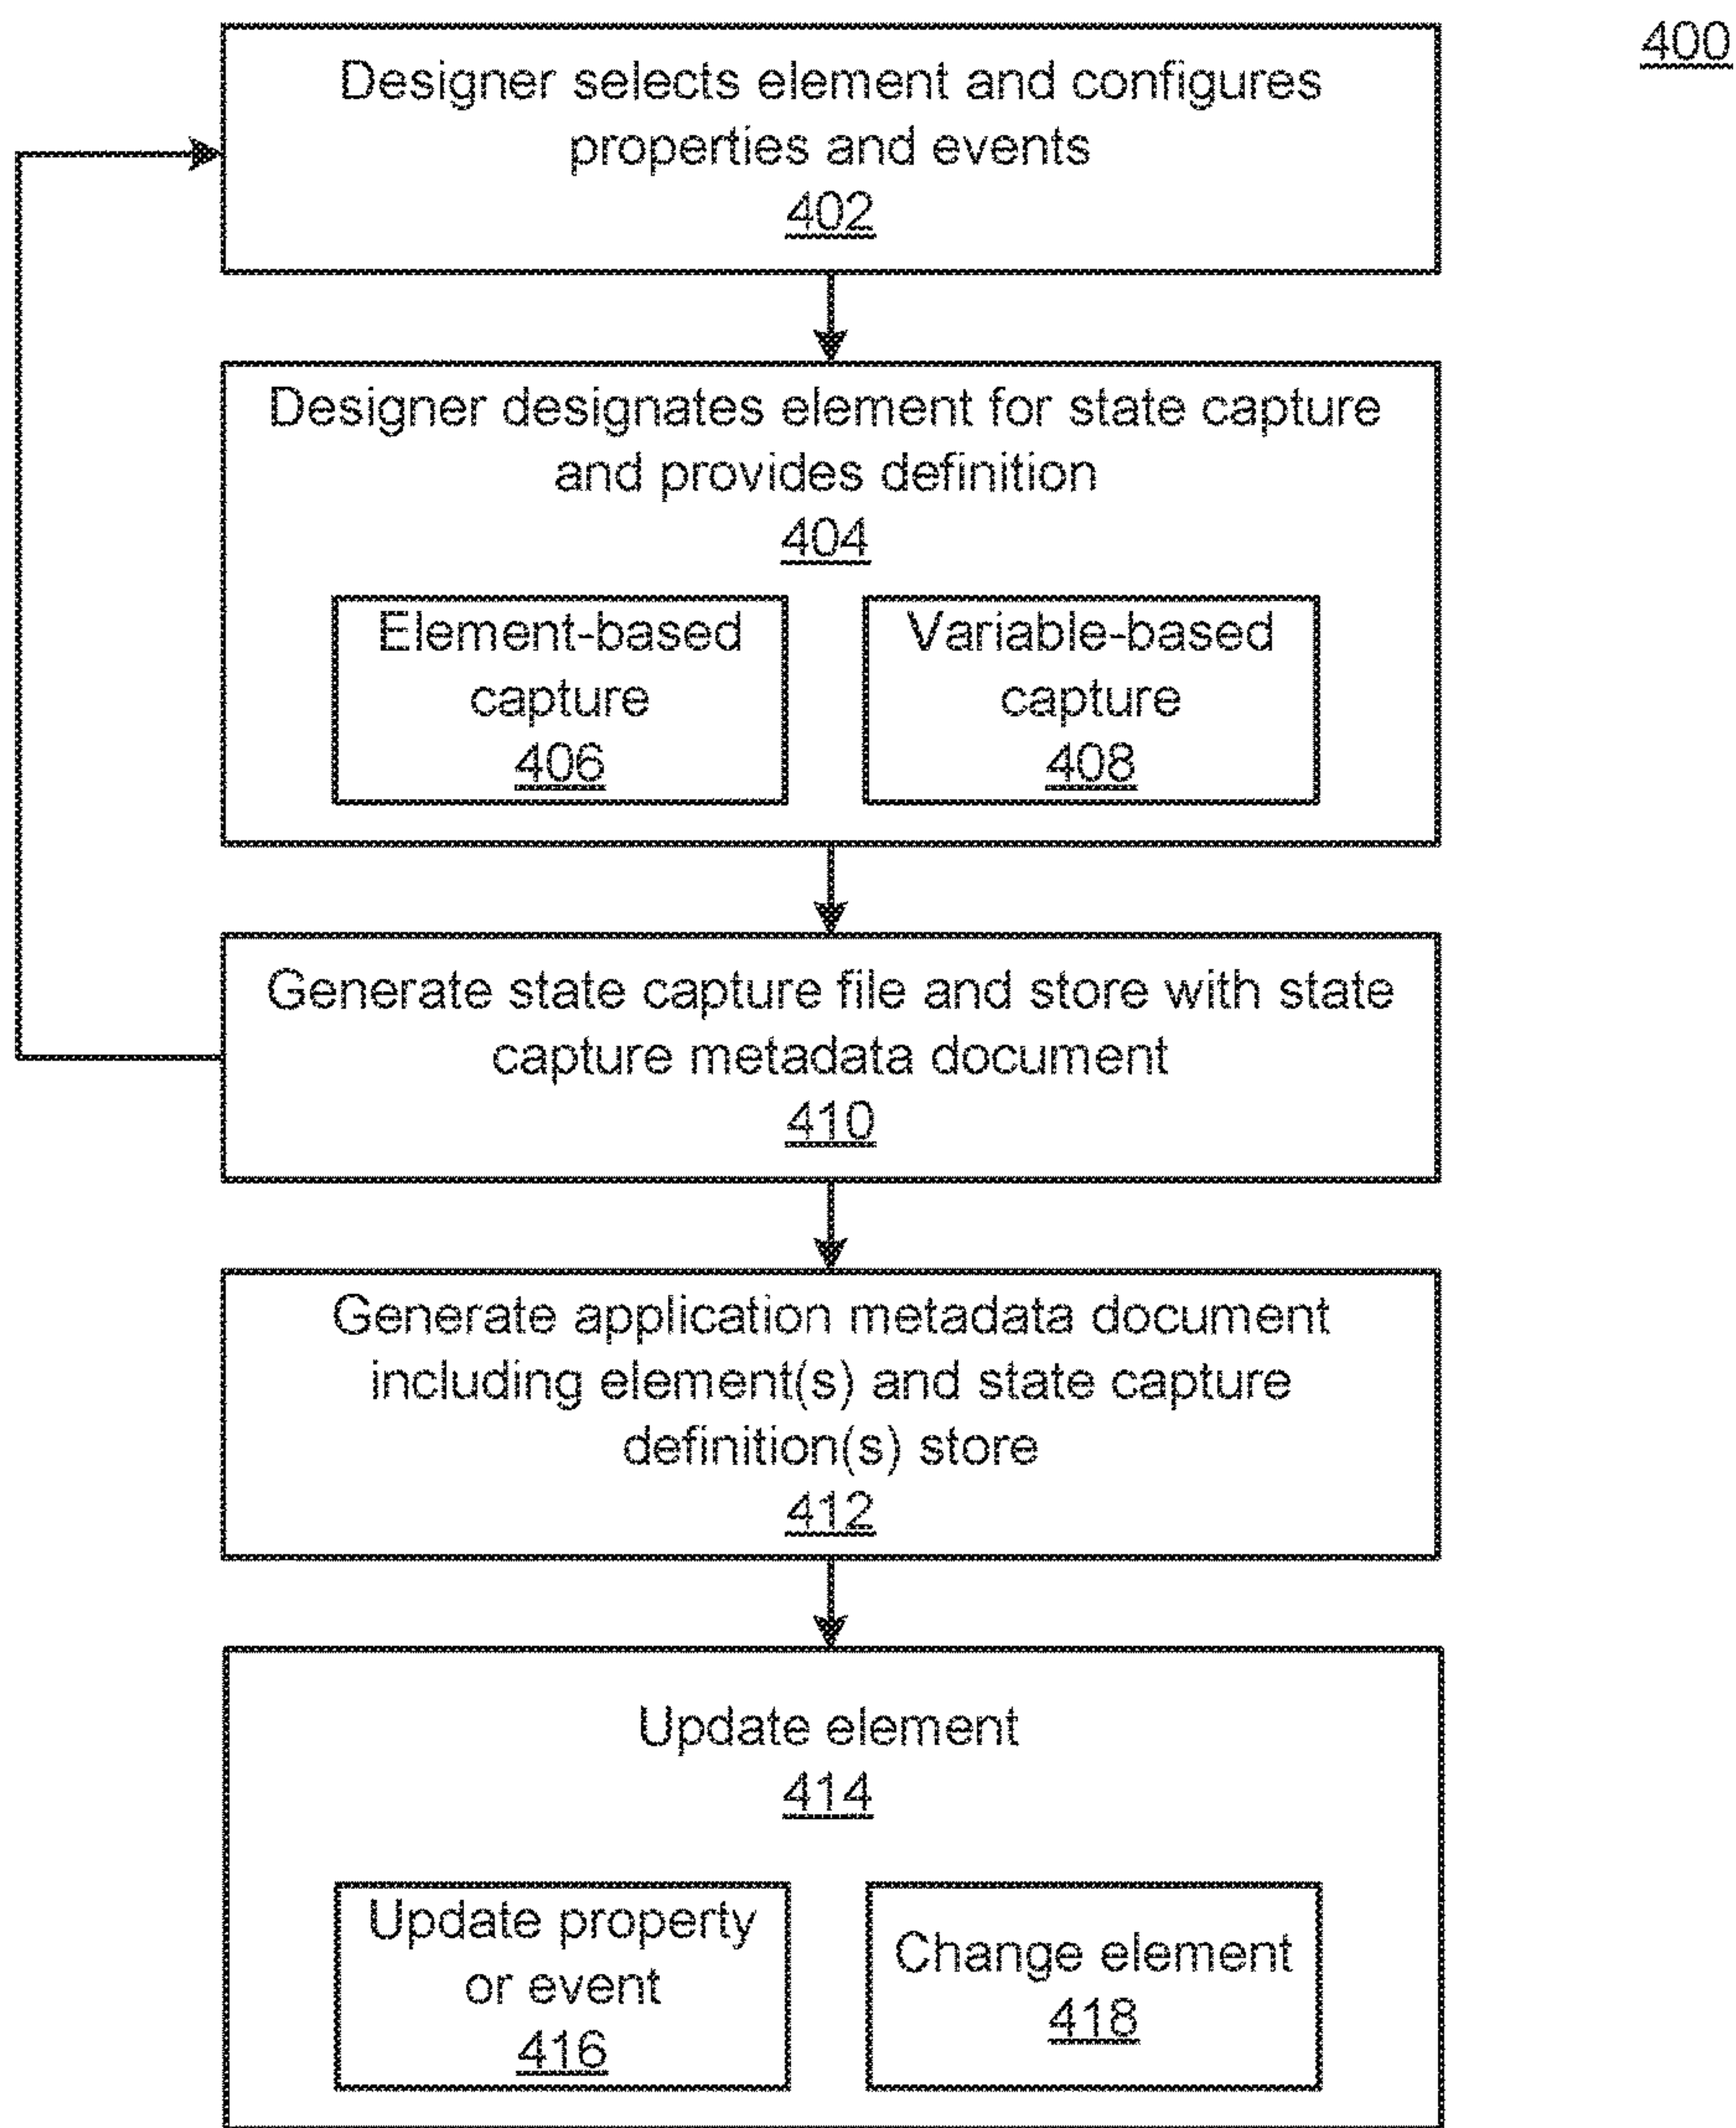 400
Designer selects element and configures
properties and events
402
Designer designates element for state capture
and provides definition
404
Element-based
capture
406
Variable-based
capture
408
Generate state capture file and store with state
capture metadata document
410
Generate application metadata document
including element(s) and state capture
definition(s) store
412
Update element
414
Update property
or event
416
Change element
418